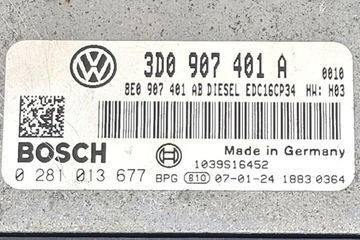 3D0 907 401 A 0010
8E0 907 401 AB DIESEL EDC16CP34 HW: H03
BOSCH
Made in Germany
1039S16452
0 281 013 677 BPG 610 07-01-24 1883 0364